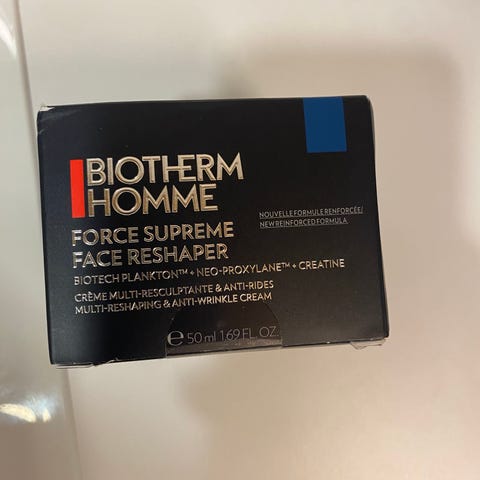 BIOTHERM
HOMME
NOUVELLE FORMULE RENFORCÉE/
NEW REINFORCED FORMULA
FORCE SUPREME
FACE RESHAPER
BIOTECH PLANKTON™ + NEO-PROXYLANE™ + CREATINE
CRÈME MULTI-RESCULPTANTE & ANTI-RIDES
MULTI-RESHAPING & ANTI-WRINKLE CREAM
℮ 50 ml 1.69 FL. OZ.